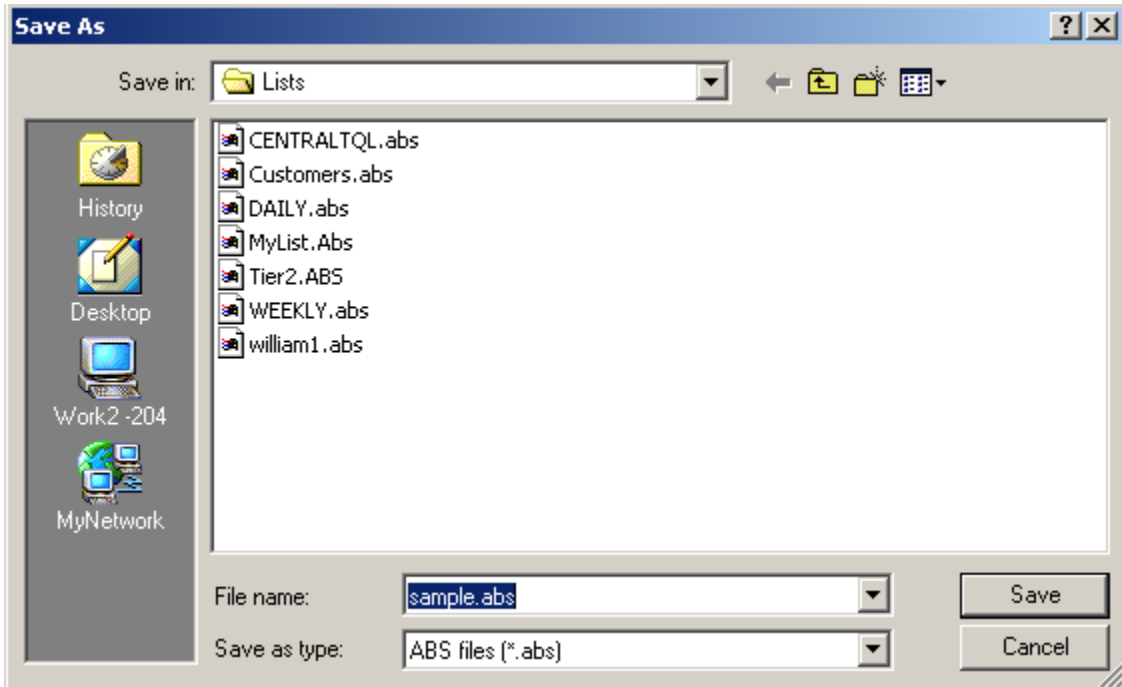 Save As
Save in: Lists
CENTRALTQL.abs
Customers.abs
DAILY.abs
MyList.Abs
Tier2.ABS
WEEKLY.abs
william1.abs
History
Desktop
Work2 -204
MyNetwork
File name: sample.abs Save
Save as type: ABS files (*.abs) Cancel